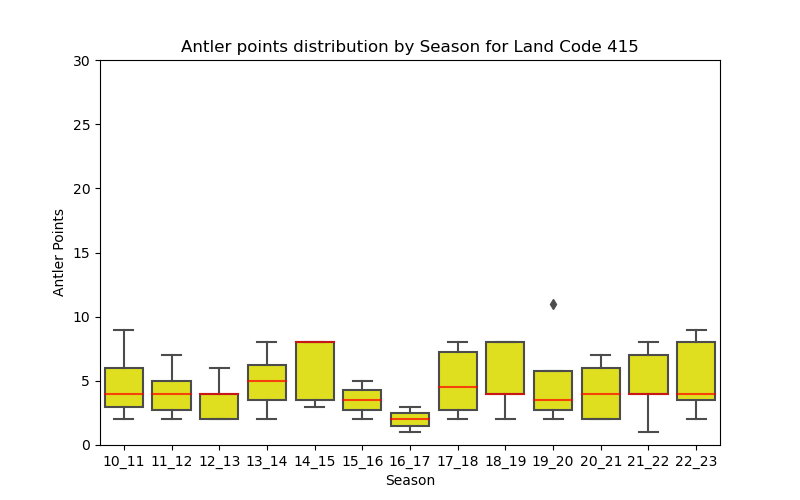 Antler points distribution by Season for Land Code 415
30
25
20
15
10
5
0
Antler Points
10_11 11_12 12_13 13_14 14_15 15_16 16_17 17_18 18_19 19_20 20_21 21_22 22_23
Season